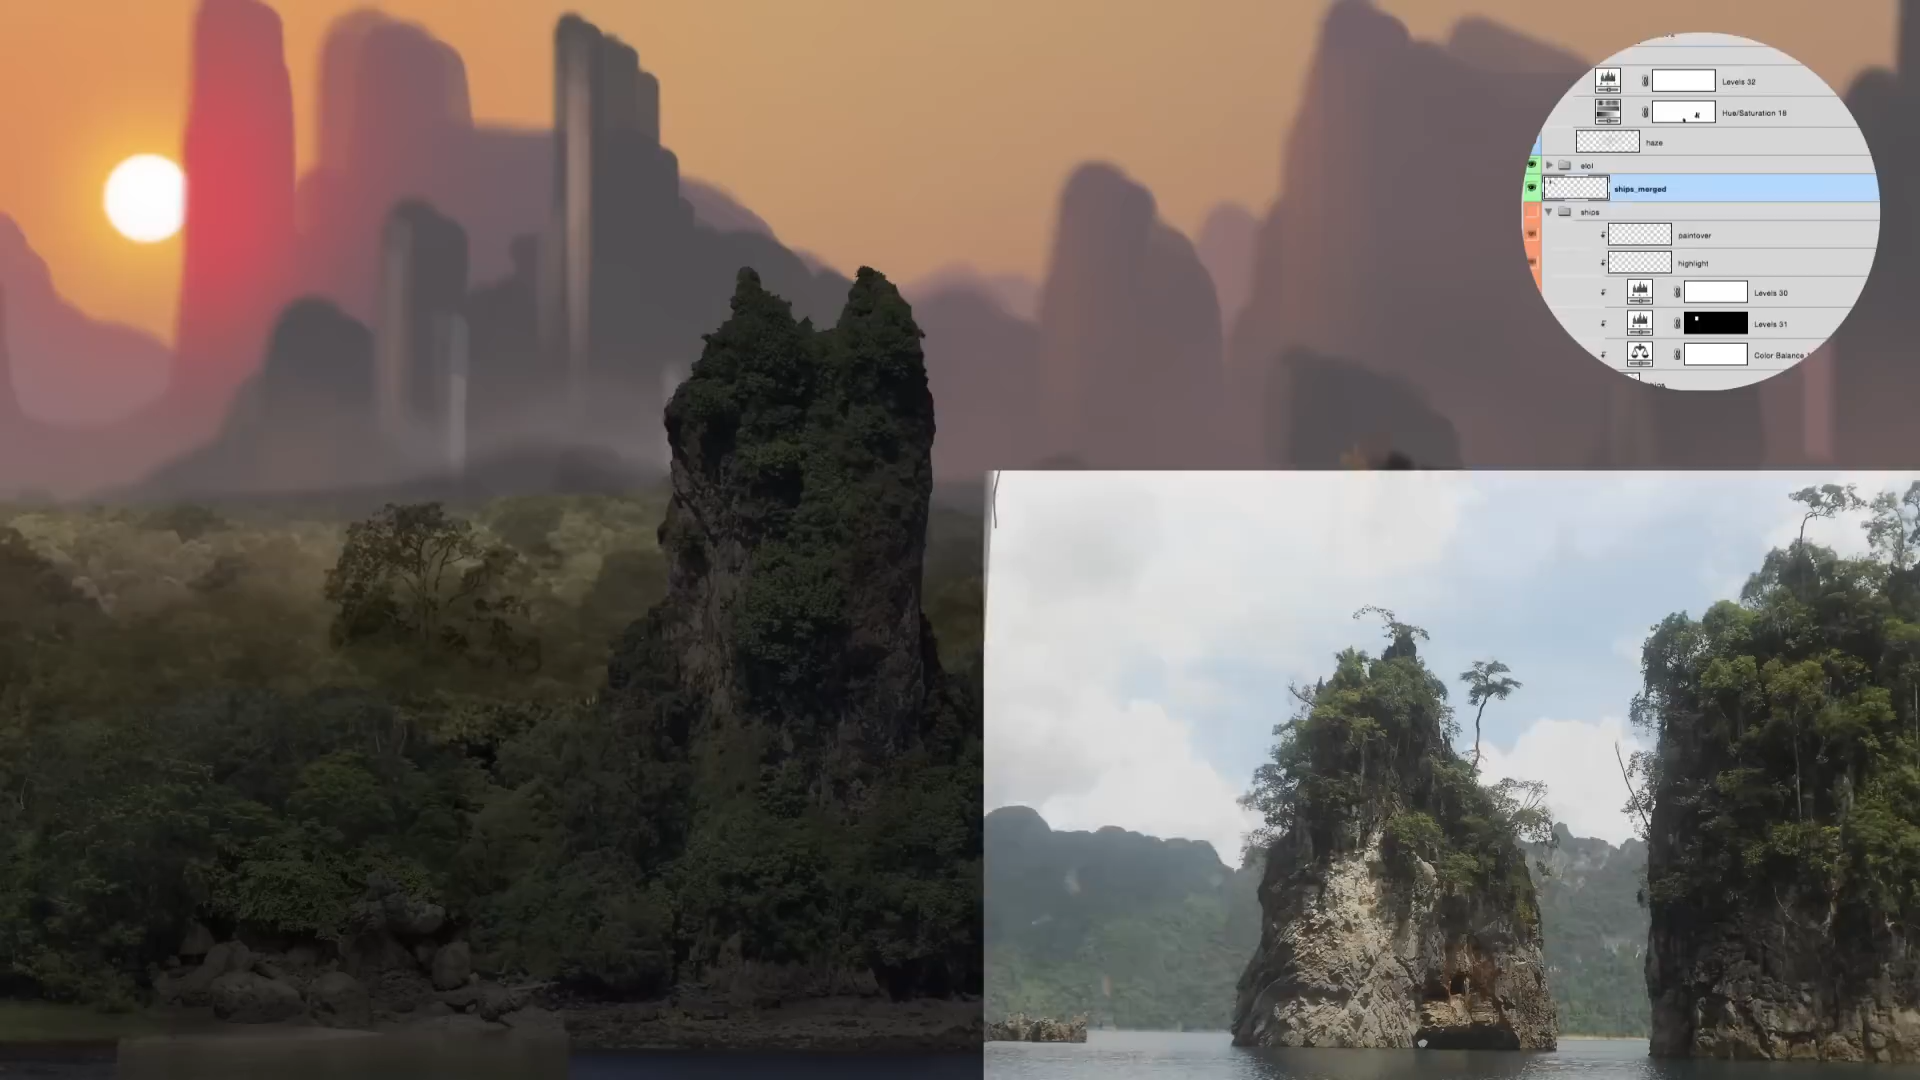 Levels 32
Hue/Saturation 18
haze
elol
ships_merged
ships
paintover
highlight
Levels 30
Levels 31
Color Balance